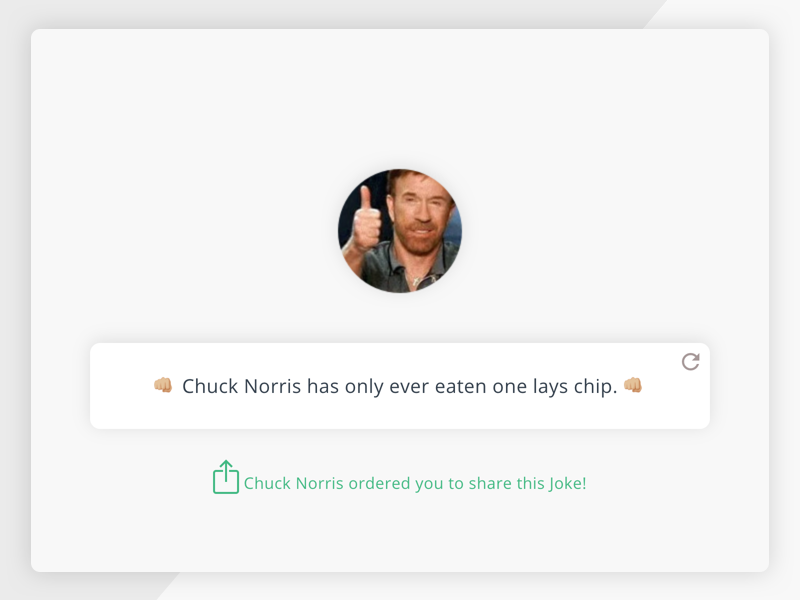 👊🏼 Chuck Norris has only ever eaten one lays chip. 👊🏼
Chuck Norris ordered you to share this Joke!